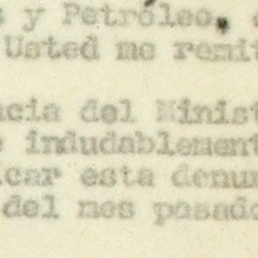 s y Petróleo,
Usted me remit
cia del Minist
indudablement
car esta denun
del mes pasado